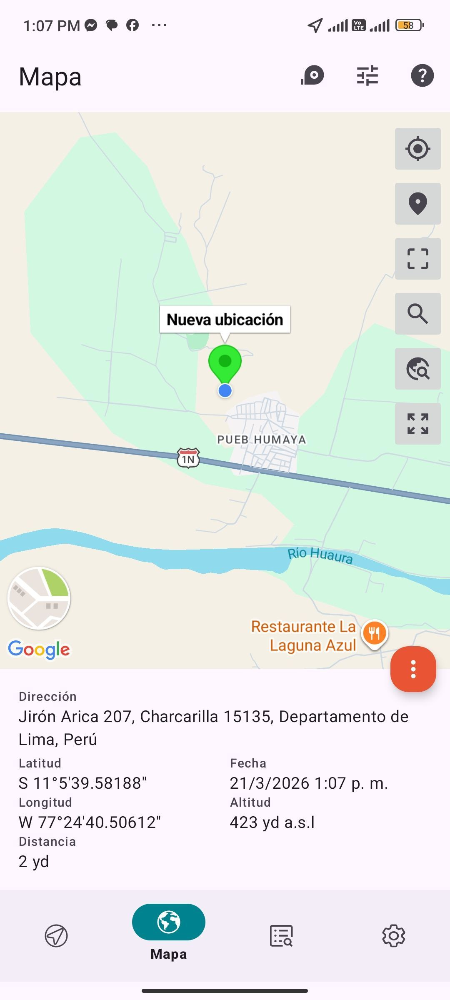 1:07 PM
Vo LTE
58
Mapa
Nueva ubicación
PUEB HUMAYA
1N
Río Huaura
Restaurante La
Laguna Azul
Google
Dirección
Jirón Arica 207, Charcarilla 15135, Departamento de
Lima, Perú
Latitud
Fecha
S 11°5'39.58188"
21/3/2026 1:07 p. m.
Longitud
Altitud
W 77°24'40.50612"
423 yd a.s.l
Distancia
2 yd
Mapa